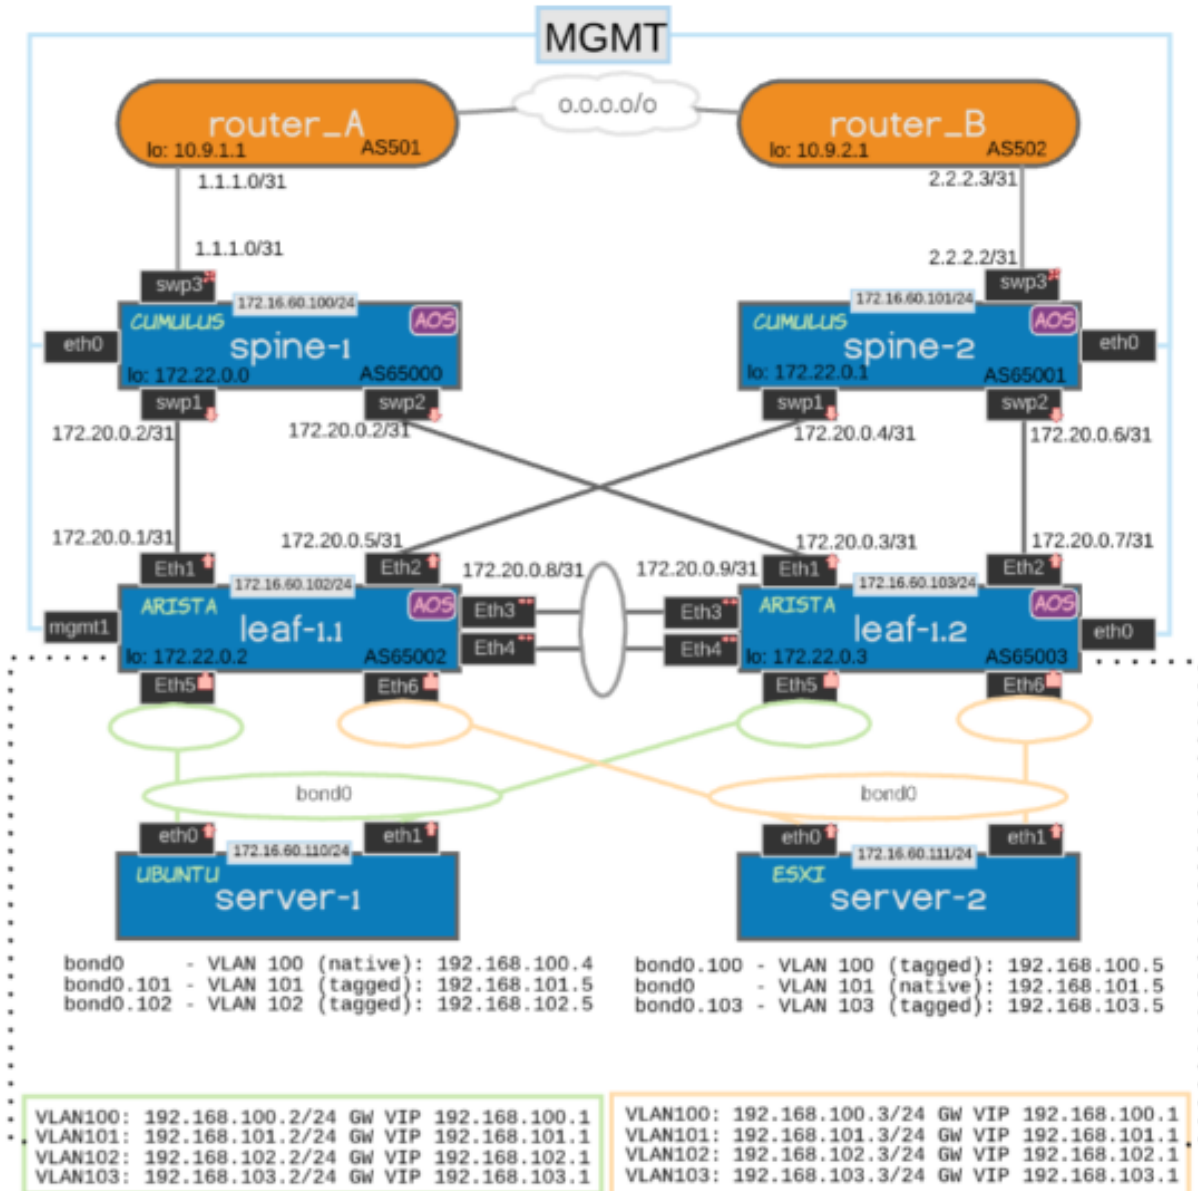 MGMT
0.0.0.0/0
router_A
lo: 10.9.1.1 AS501
router_B
lo: 10.9.2.1 AS502
1.1.1.0/31
2.2.2.3/31
1.1.1.0/31
2.2.2.2/31
swp3
172.16.60.100/24
172.16.60.101/24
swp3
CUMULUS AOS
CUMULUS AOS
eth0
spine-1
spine-2
eth0
lo: 172.22.0.0 AS65000
lo: 172.22.0.1 AS65001
swp1
swp2
swp1
swp2
172.20.0.2/31
172.20.0.2/31
172.20.0.4/31
172.20.0.6/31
172.20.0.1/31
172.20.0.5/31
172.20.0.3/31
172.20.0.7/31
Eth1
172.16.60.102/24
Eth2
172.20.0.8/31
172.20.0.9/31
Eth1
172.16.60.103/24
Eth2
ARISTA AOS
Eth3
Eth3
ARISTA AOS
mgmt1
leaf-1.1
Eth4
Eth4
leaf-1.2
eth0
lo: 172.22.0.2 AS65002
lo: 172.22.0.3 AS65003
Eth5
Eth6
Eth5
Eth6
bond0
bond0
eth0
172.16.60.110/24
eth1
eth0
172.16.60.111/24
eth1
UBUNTU
server-1
ESXI
server-2
bond0 - VLAN 100 (native): 192.168.100.4
bond0.101 - VLAN 101 (tagged): 192.168.101.5
bond0.102 - VLAN 102 (tagged): 192.168.102.5
bond0.100 - VLAN 100 (tagged): 192.168.100.5
bond0 - VLAN 101 (native): 192.168.101.5
bond0.103 - VLAN 103 (tagged): 192.168.103.5
VLAN100: 192.168.100.2/24 GW VIP 192.168.100.1
VLAN101: 192.168.101.2/24 GW VIP 192.168.101.1
VLAN102: 192.168.102.2/24 GW VIP 192.168.102.1
VLAN103: 192.168.103.2/24 GW VIP 192.168.103.1
VLAN100: 192.168.100.3/24 GW VIP 192.168.100.1
VLAN101: 192.168.101.3/24 GW VIP 192.168.101.1
VLAN102: 192.168.102.3/24 GW VIP 192.168.102.1
VLAN103: 192.168.103.3/24 GW VIP 192.168.103.1